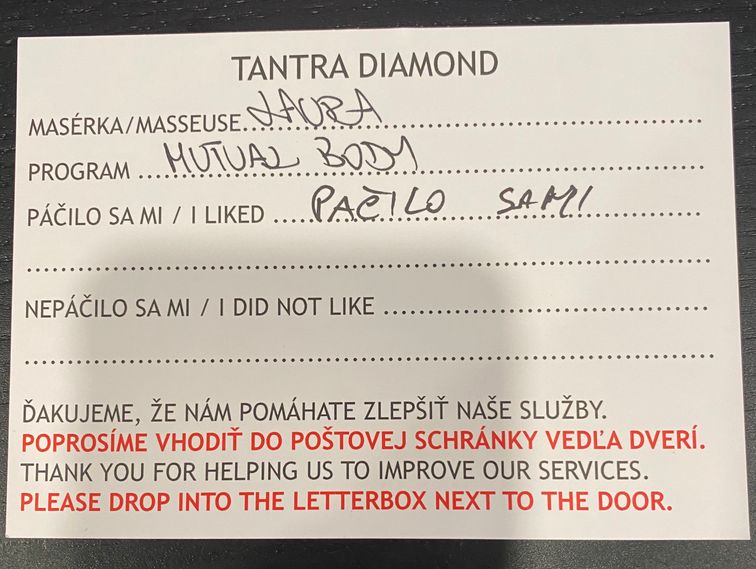 TANTRA DIAMOND
MASÉRKA/MASSEUSE LAURA
PROGRAM MUTUAL BODY
PÁČILO SA MI / I LIKED PAČILO SAMI
NEPÁČILO SA MI / I DID NOT LIKE
ĎAKUJEME, ŽE NÁM POMÁHATE ZLEPŠIŤ NAŠE SLUŽBY.
POPROSÍME VHODIŤ DO POŠTOVEJ SCHRÁNKY VEDĽA DVERÍ.
THANK YOU FOR HELPING US TO IMPROVE OUR SERVICES.
PLEASE DROP INTO THE LETTERBOX NEXT TO THE DOOR.